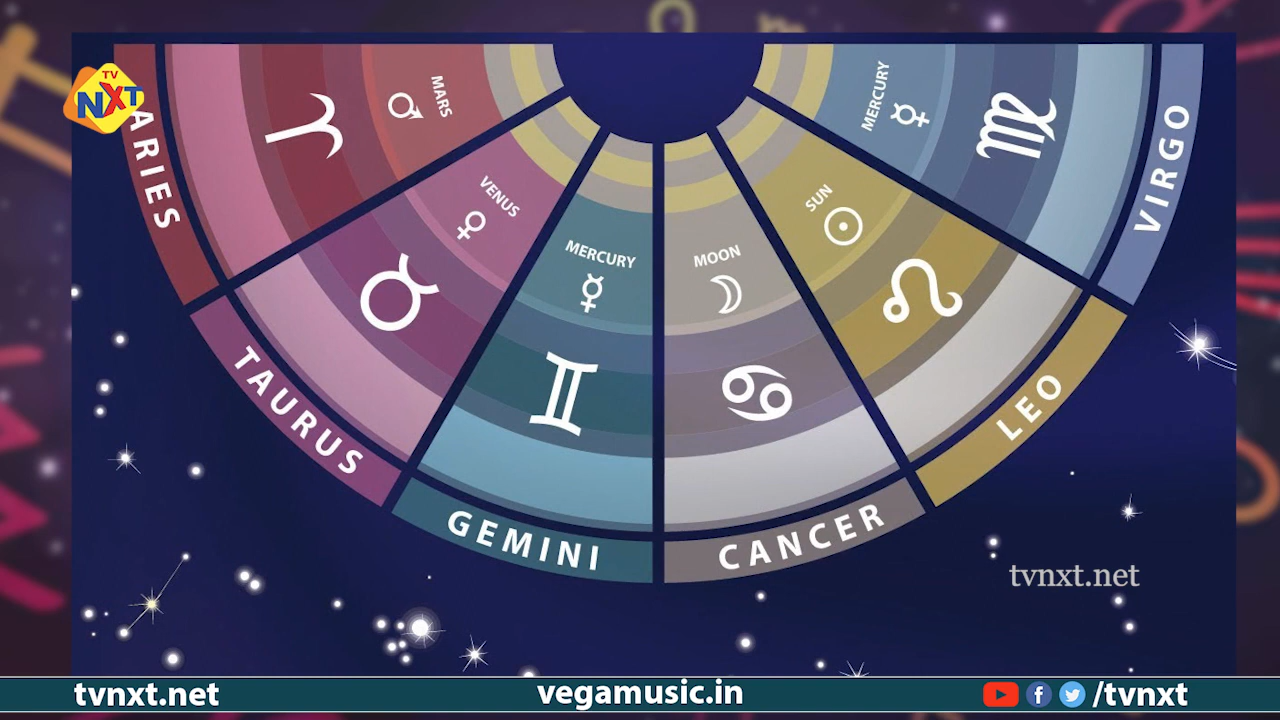 TV
NXT
ARIES
MARS
TAURUS
VENUS
GEMINI
MERCURY
CANCER
MOON
LEO
SUN
VIRGO
MERCURY
tvnxt.net
tvnxt.net
vegamusic.in
/tvnxt